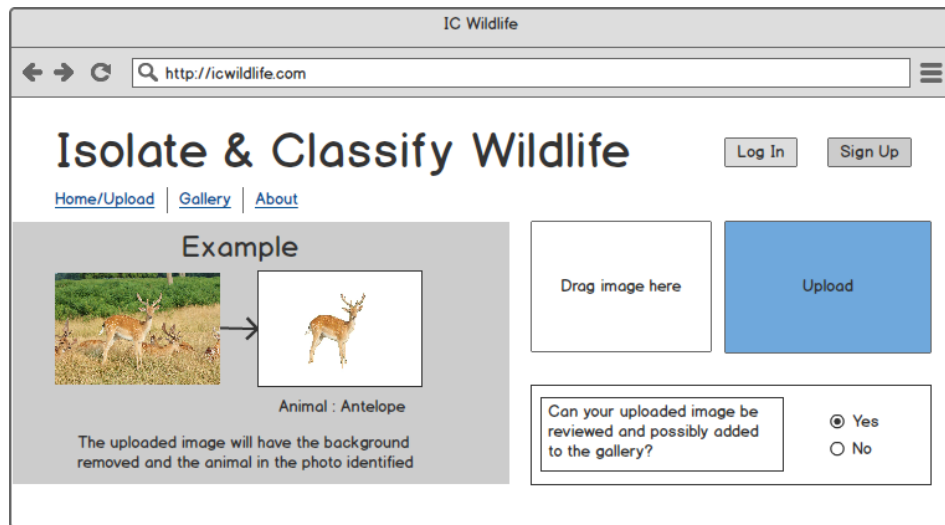 IC Wildlife
http://icwildlife.com
Isolate & Classify Wildlife
Log In
Sign Up
Home/Upload
Gallery
About
Example
Animal : Antelope
The uploaded image will have the background
removed and the animal in the photo identified
Drag image here
Upload
Can your uploaded image be
reviewed and possibly added
to the gallery?
Yes
No